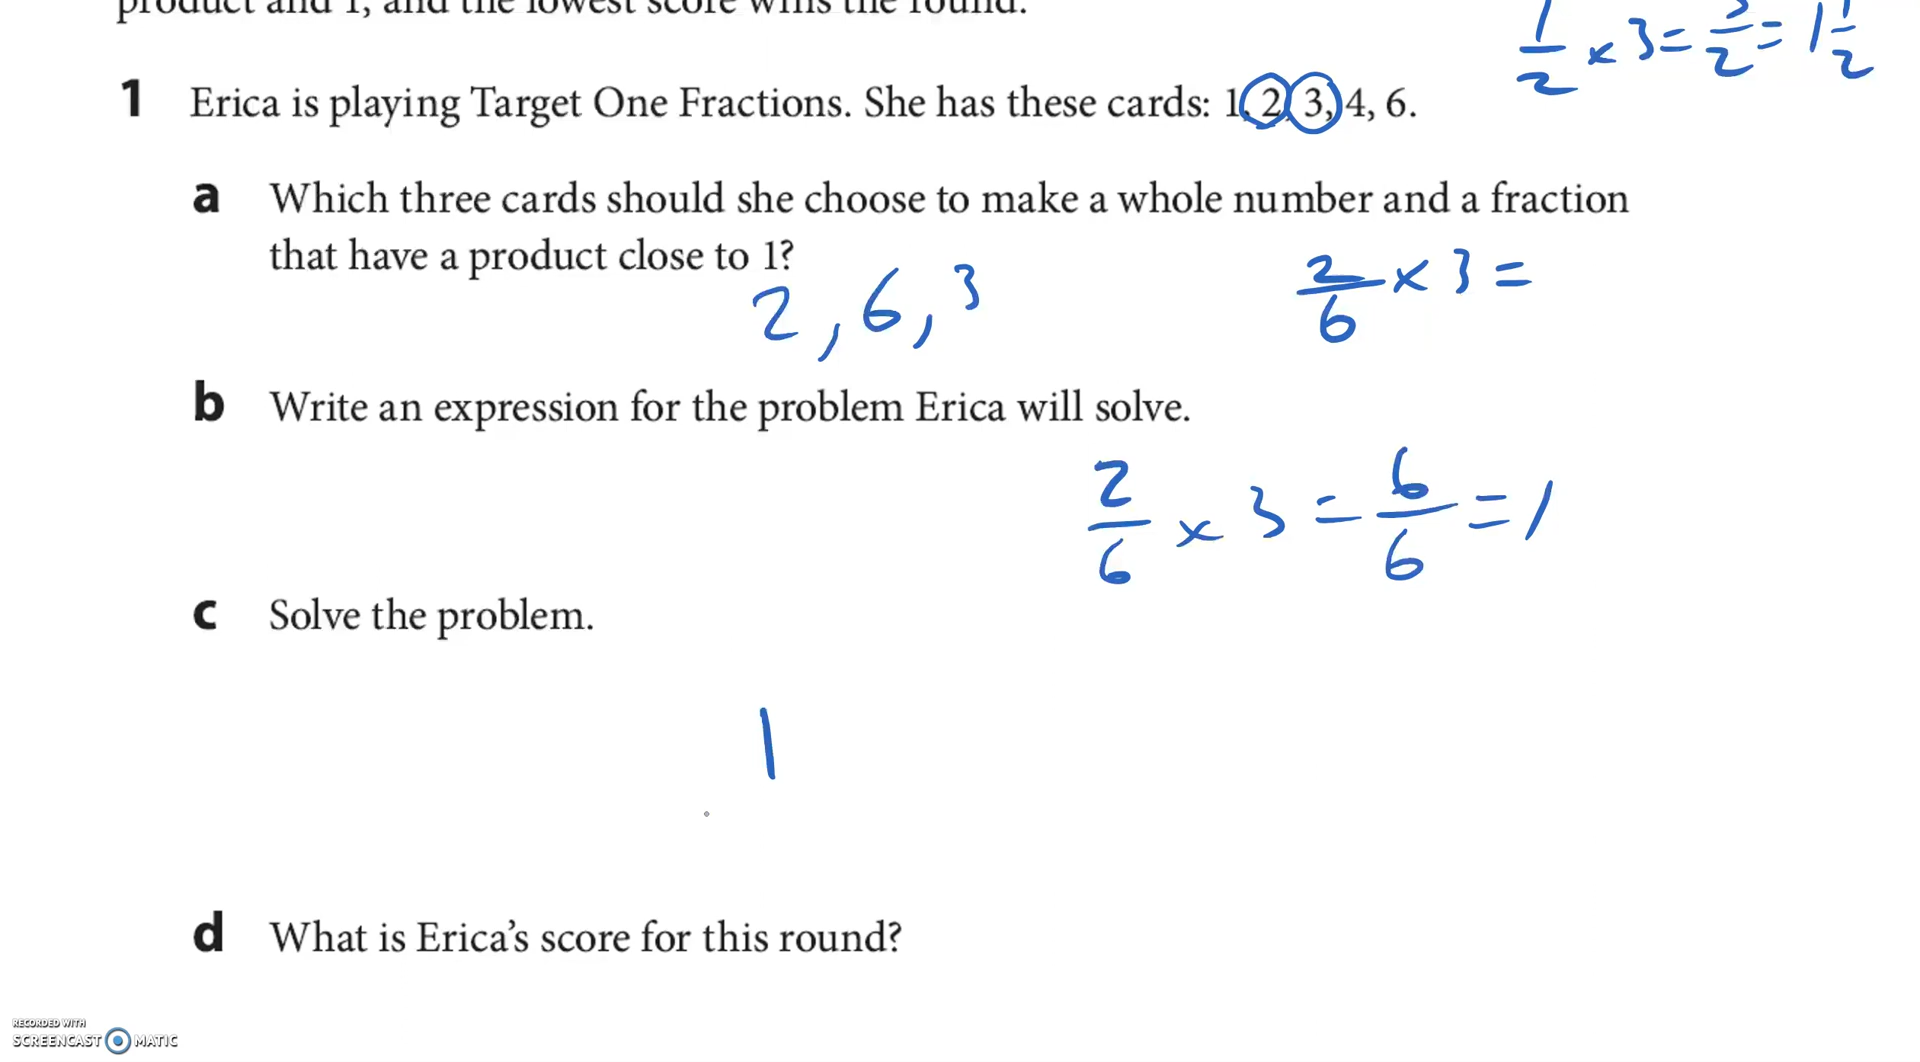 product and 1, and the lowest score wins the round.
1/2 × 3 = 3/2 = 1 1/2
1 Erica is playing Target One Fractions. She has these cards: 1, 2, 3, 4, 6.
a Which three cards should she choose to make a whole number and a fraction
that have a product close to 1?
2, 6, 3
2/6 × 3 =
b Write an expression for the problem Erica will solve.
2/6 × 3 = 6/6 = 1
c Solve the problem.
1
d What is Erica's score for this round?
RECORDED WITH
SCREENCAST MATIC